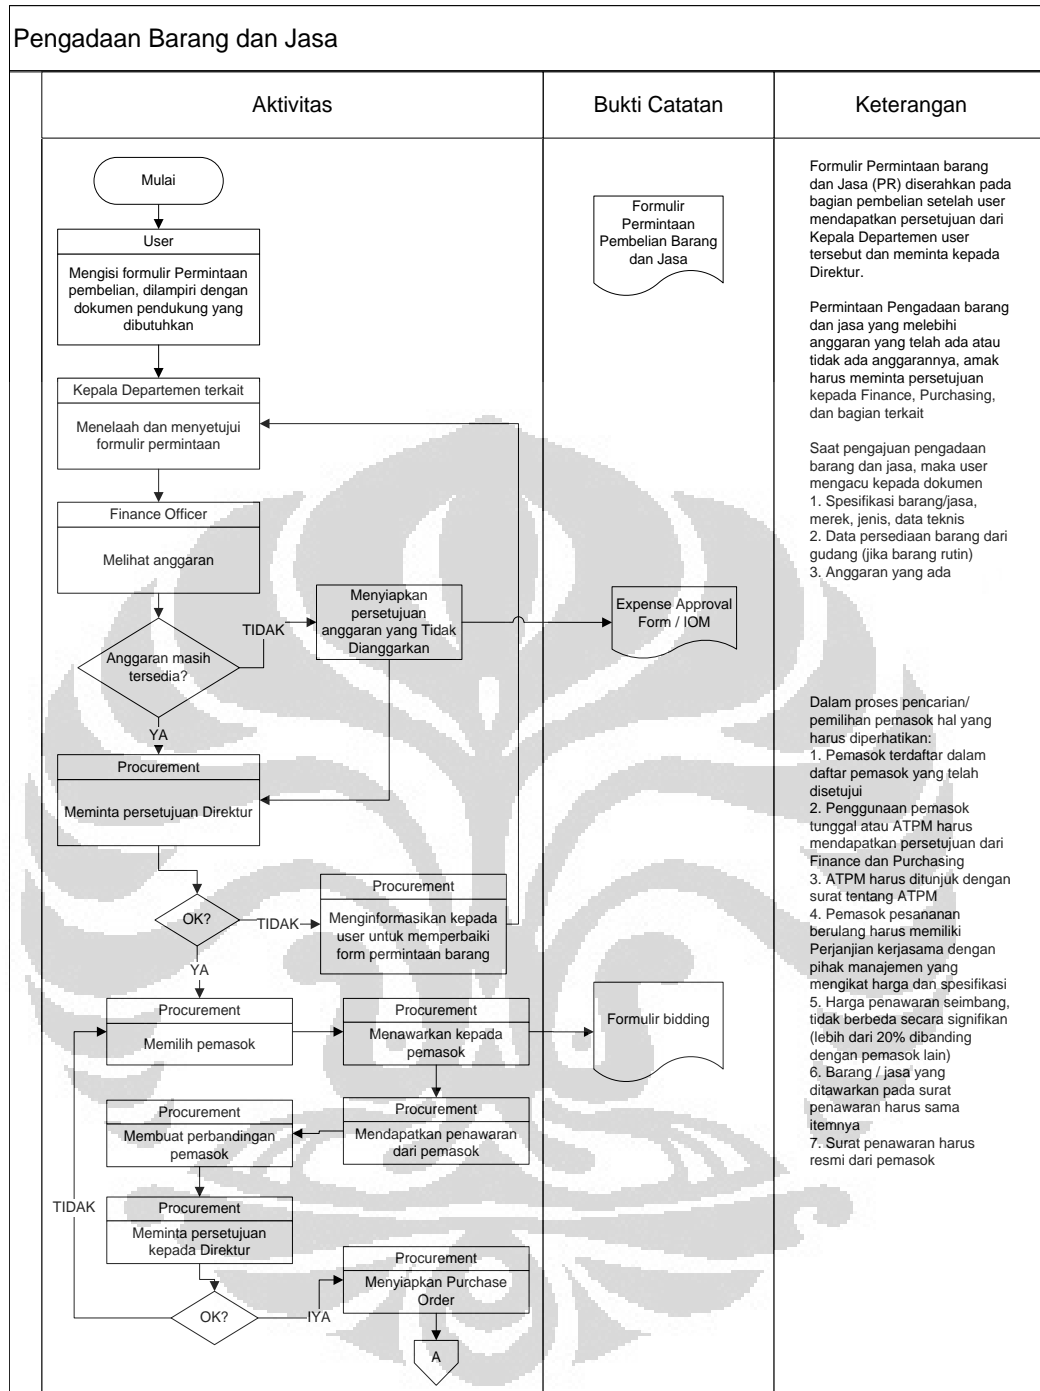 Pengadaan Barang dan Jasa
Aktivitas
Bukti Catatan
Keterangan
Mulai
User
Mengisi formulir Permintaan
pembelian, dilampiri dengan
dokumen pendukung yang
dibutuhkan
Kepala Departemen terkait
Menelaah dan menyetujui
formulir permintaan
Finance Officer
Melihat anggaran
Anggaran masih
tersedia?
TIDAK
Menyiapkan
persetujuan
anggaran yang Tidak
Dianggarkan
YA
Procurement
Meminta persetujuan Direktur
OK?
TIDAK
Procurement
Menginformasikan kepada
user untuk memperbaiki
form permintaan barang
YA
Procurement
Memilih pemasok
Procurement
Menawarkan kepada
pemasok
Procurement
Mendapatkan penawaran
dari pemasok
Procurement
Membuat perbandingan
pemasok
TIDAK
Procurement
Meminta persetujuan
kepada Direktur
OK?
IYA
Procurement
Menyiapkan Purchase
Order
A
Formulir
Permintaan
Pembelian Barang
dan Jasa
Expense Approval
Form / IOM
Formulir bidding
Formulir Permintaan barang
dan Jasa (PR) diserahkan pada
bagian pembelian setelah user
mendapatkan persetujuan dari
Kepala Departemen user
tersebut dan meminta kepada
Direktur.
Permintaan Pengadaan barang
dan jasa yang melebihi
anggaran yang telah ada atau
tidak ada anggarannya, amak
harus meminta persetujuan
kepada Finance, Purchasing,
dan bagian terkait
Saat pengajuan pengadaan
barang dan jasa, maka user
mengacu kepada dokumen
1. Spesifikasi barang/jasa,
merek, jenis, data teknis
2. Data persediaan barang dari
gudang (jika barang rutin)
3. Anggaran yang ada
Dalam proses pencarian/
pemilihan pemasok hal yang
harus diperhatikan:
1. Pemasok terdaftar dalam
daftar pemasok yang telah
disetujui
2. Penggunaan pemasok
tunggal atau ATPM harus
mendapatkan persetujuan dari
Finance dan Purchasing
3. ATPM harus ditunjuk dengan
surat tentang ATPM
4. Pemasok pesananan
berulang harus memiliki
Perjanjian kerjasama dengan
pihak manajemen yang
mengikat harga dan spesifikasi
5. Harga penawaran seimbang,
tidak berbeda secara signifikan
(lebih dari 20% dibanding
dengan pemasok lain)
6. Barang / jasa yang
ditawarkan pada surat
penawaran harus sama
itemnya
7. Surat penawaran harus
resmi dari pemasok